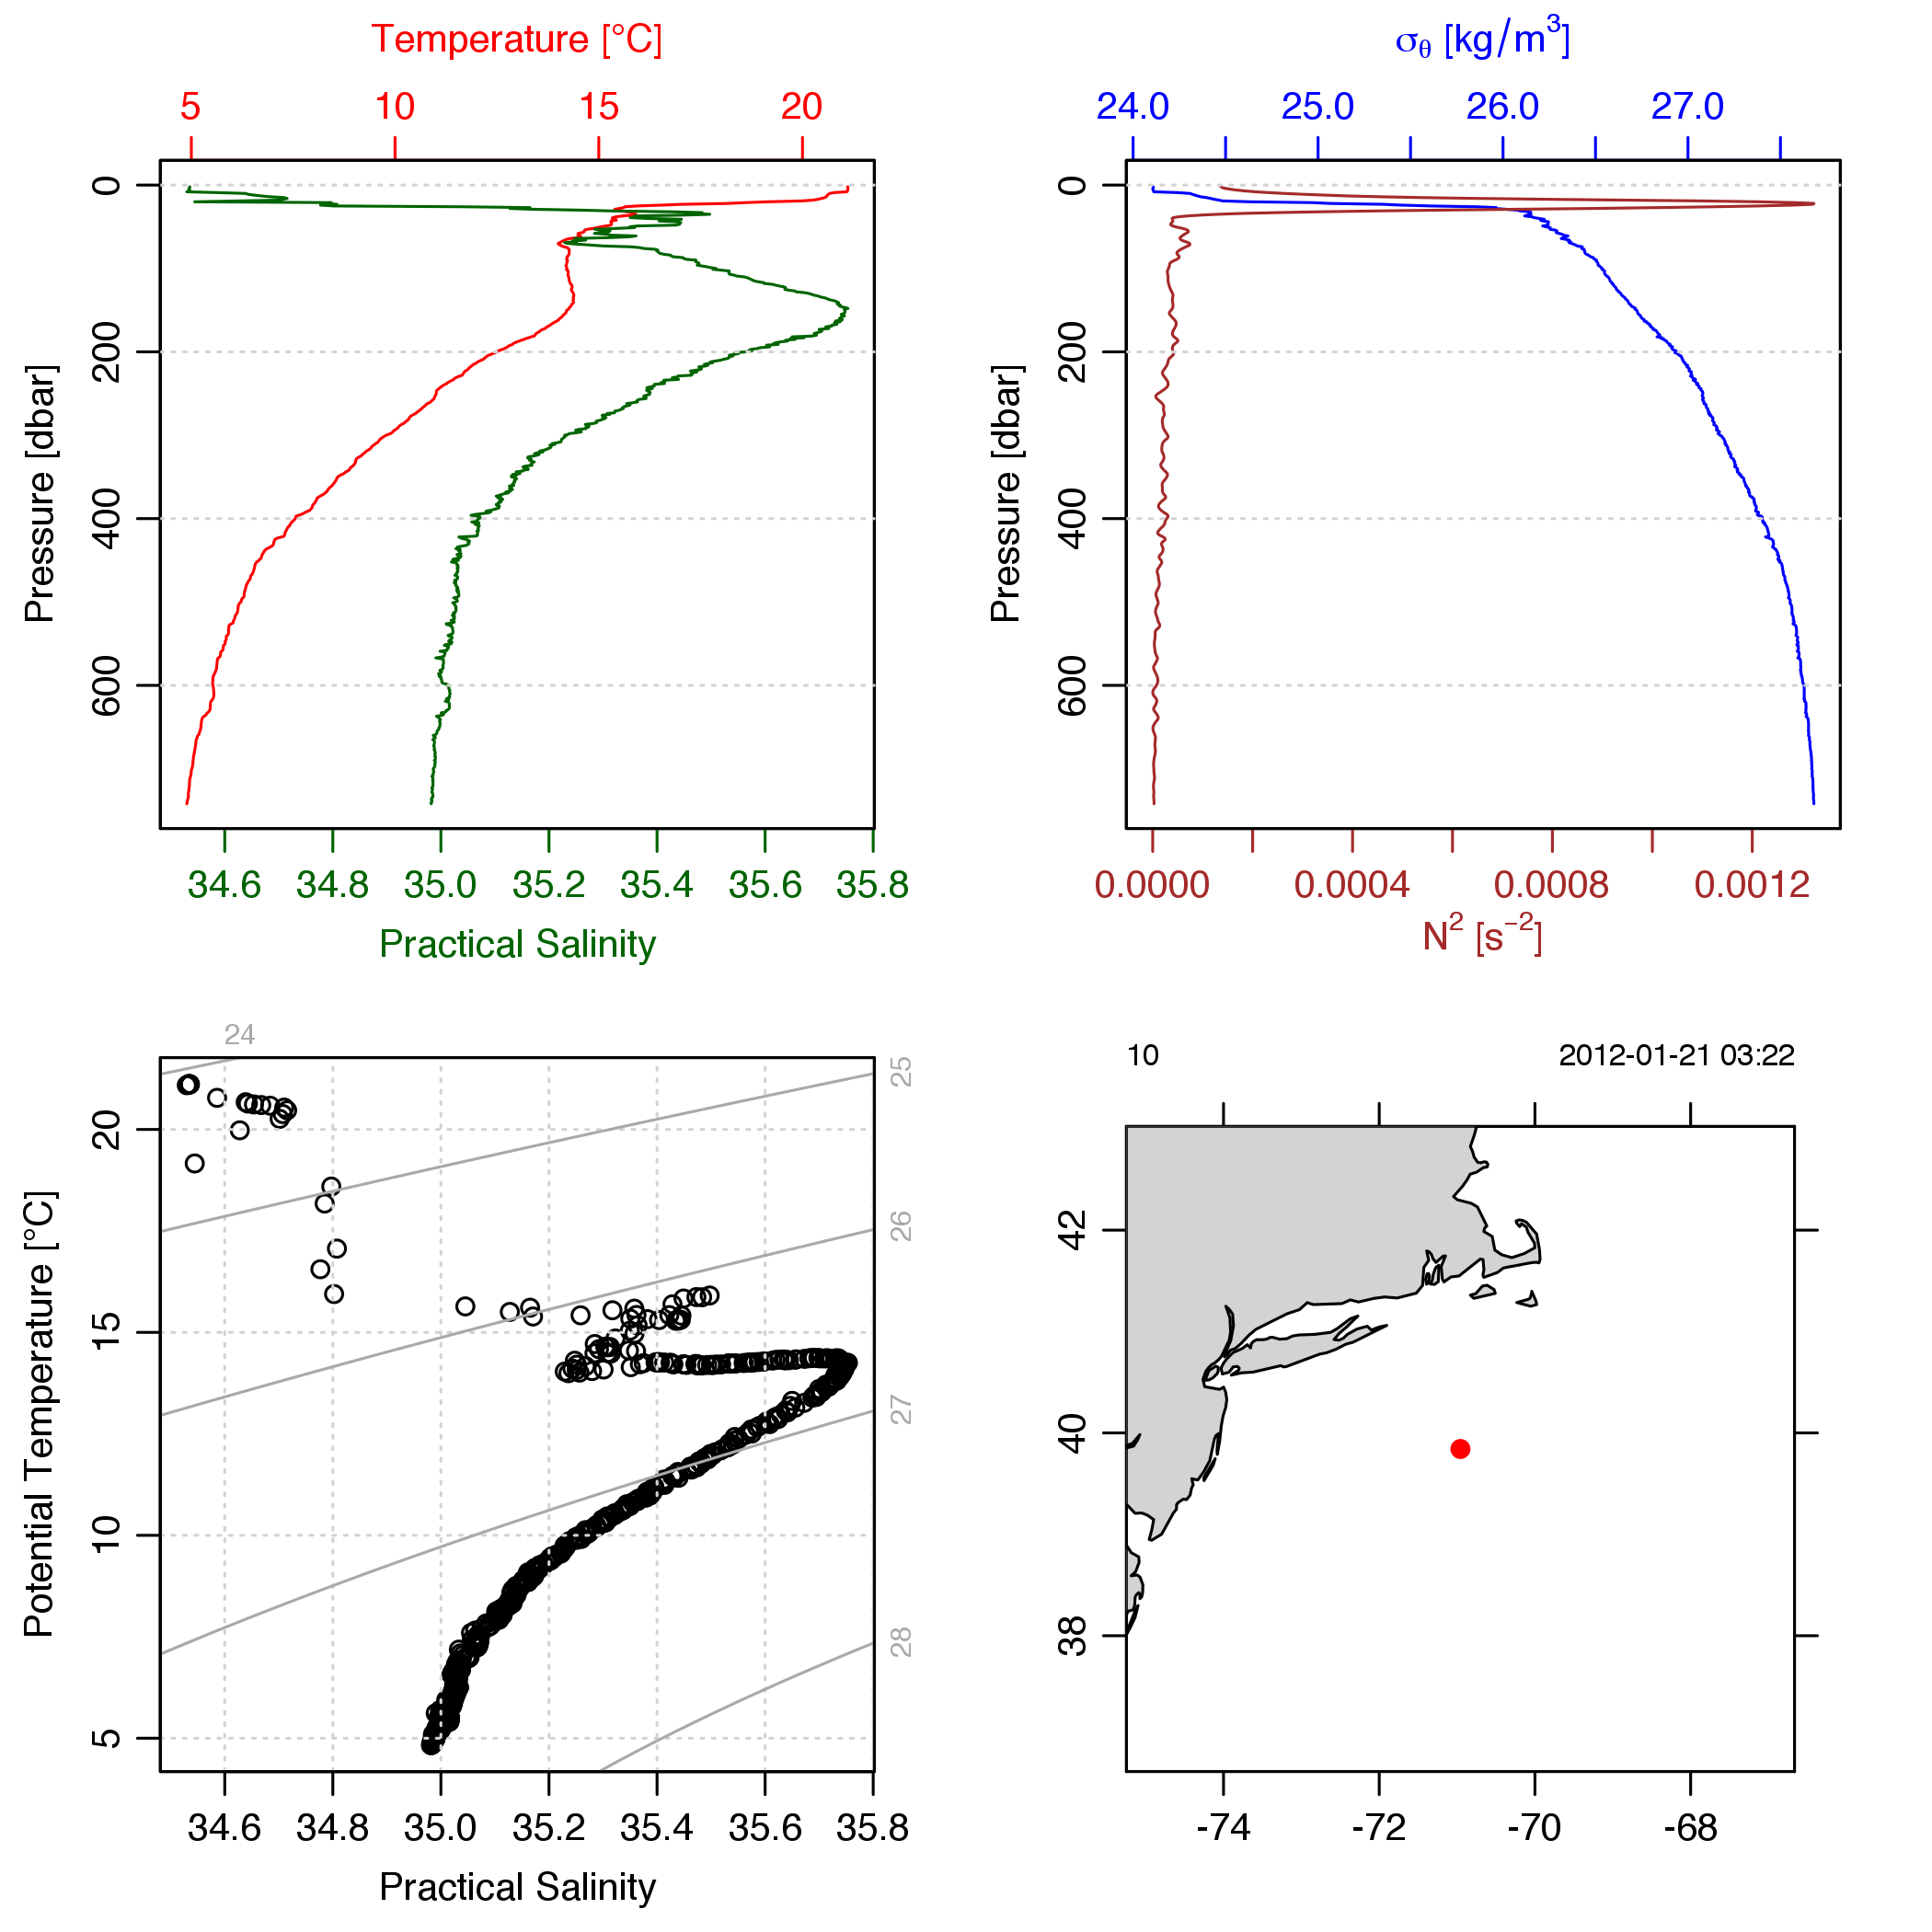 Temperature [°C]
5 10 15 20
Pressure [dbar]
0
200
400
600
34.6 34.8 35.0 35.2 35.4 35.6 35.8
Practical Salinity
σθ [kg/m³]
24.0 25.0 26.0 27.0
Pressure [dbar]
0
200
400
600
0.0000 0.0004 0.0008 0.0012
N² [s⁻²]
24
25
26
27
28
Potential Temperature [°C]
20
15
10
5
34.6 34.8 35.0 35.2 35.4 35.6 35.8
Practical Salinity
10 2012-01-21 03:22
42
40
38
-74 -72 -70 -68